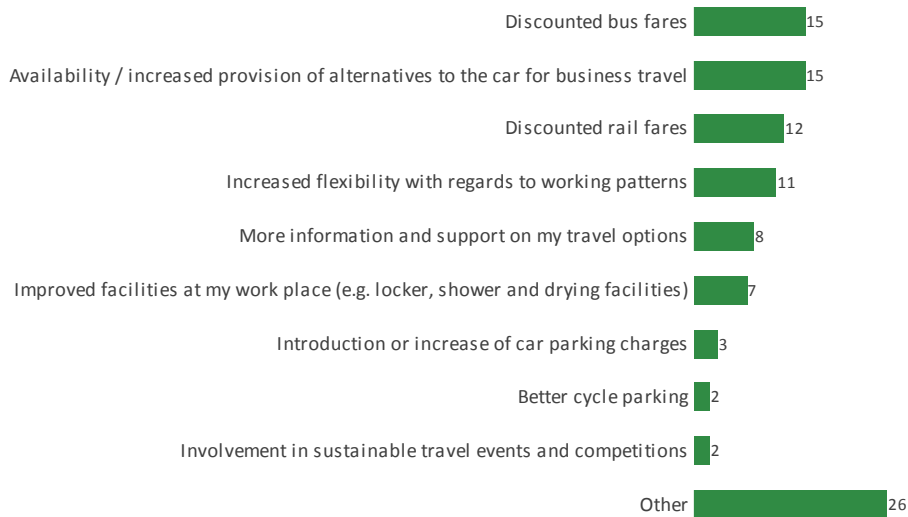 Discounted bus fares 15
Availability / increased provision of alternatives to the car for business travel 15
Discounted rail fares 12
Increased flexibility with regards to working patterns 11
More information and support on my travel options 8
Improved facilities at my work place (e.g. locker, shower and drying facilities) 7
Introduction or increase of car parking charges 3
Better cycle parking 2
Involvement in sustainable travel events and competitions 2
Other 26